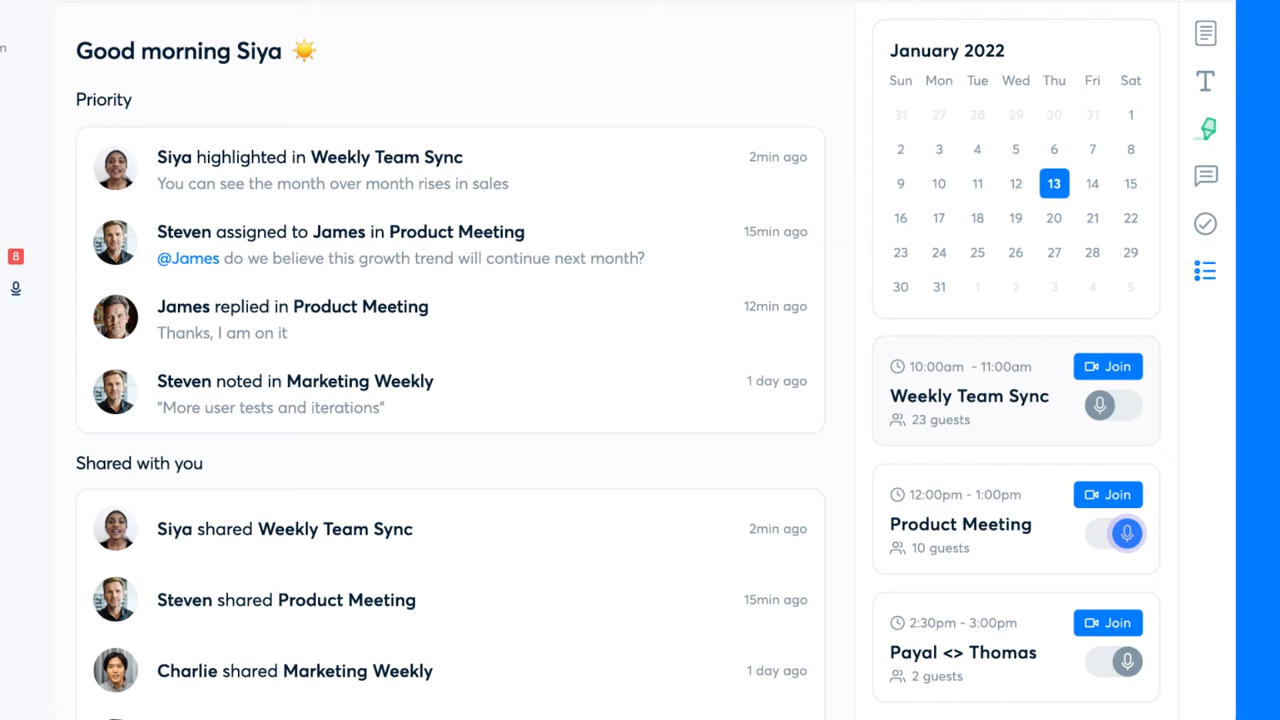 m
8
Good morning Siya ☀️
Priority
Siya highlighted in Weekly Team Sync
2min ago
You can see the month over month rises in sales
Steven assigned to James in Product Meeting
15min ago
@James do we believe this growth trend will continue next month?
James replied in Product Meeting
12min ago
Thanks, I am on it
Steven noted in Marketing Weekly
1 day ago
“More user tests and iterations”
Shared with you
Siya shared Weekly Team Sync
2min ago
Steven shared Product Meeting
15min ago
Charlie shared Marketing Weekly
1 day ago
January 2022
Sun Mon Tue Wed Thu Fri Sat
31 27 28 29 30 31 1
2 3 4 5 6 7 8
9 10 11 12 13 14 15
16 17 18 19 20 21 22
23 24 25 26 27 28 29
30 31 1 2 3 4 5
10:00am - 11:00am
Join
Weekly Team Sync
23 guests
12:00pm - 1:00pm
Join
Product Meeting
10 guests
2:30pm - 3:00pm
Join
Payal <> Thomas
2 guests
T